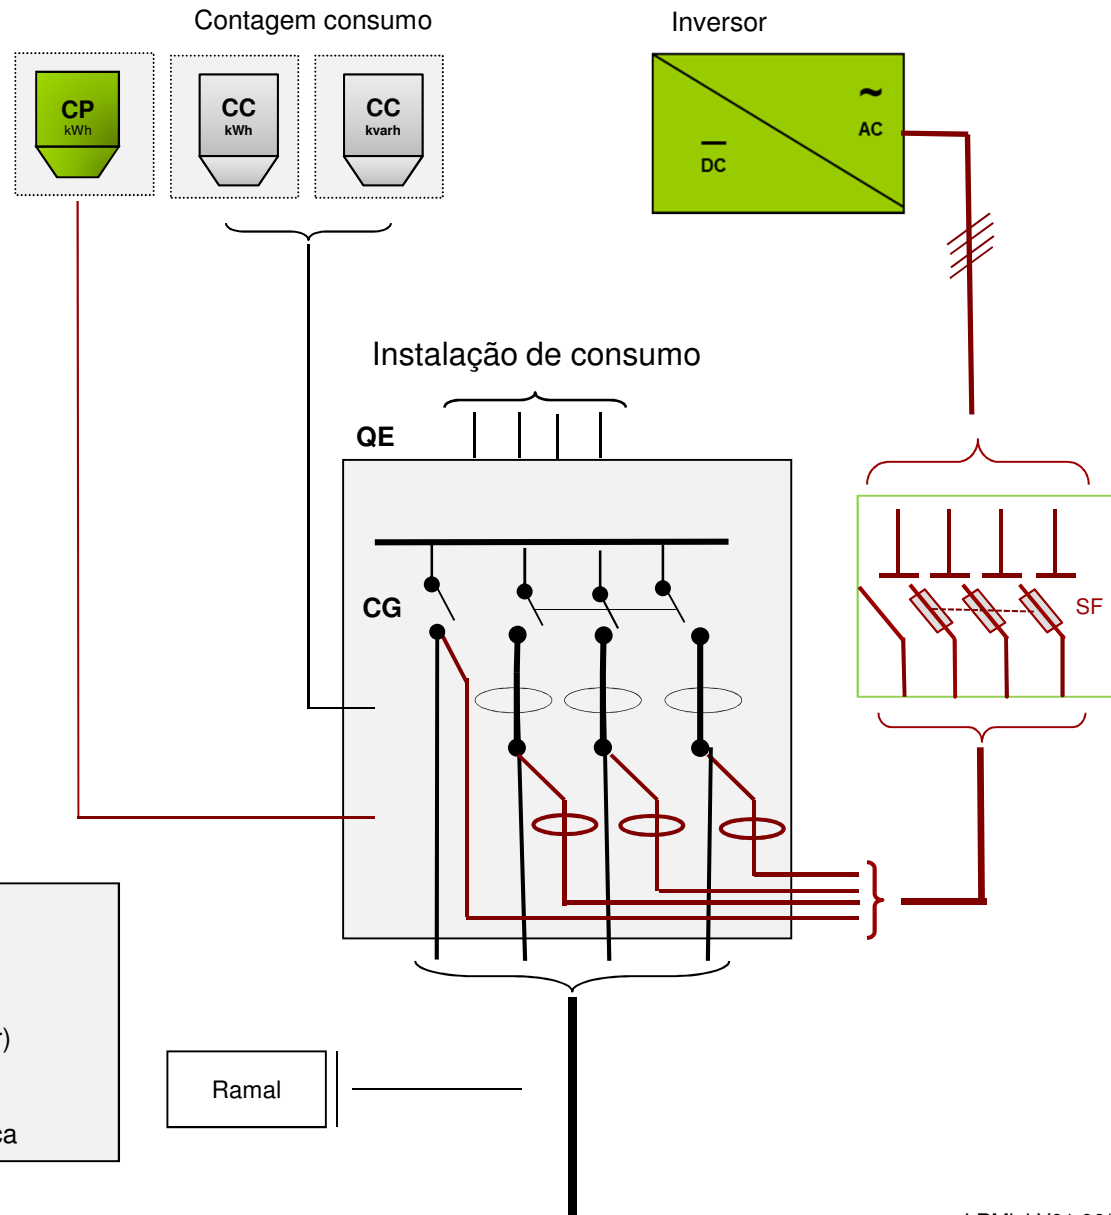 Contagem consumo
Inversor
CP
kWh
CC
kWh
CC
kvarh
~
AC
DC
Instalação de consumo
QE
CG
SF
Ramal